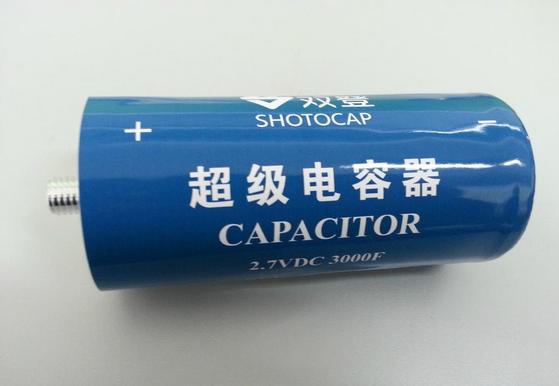 双登
SHOTOCAP
+ -
超级电容器
CAPACITOR
2.7VDC 3000F